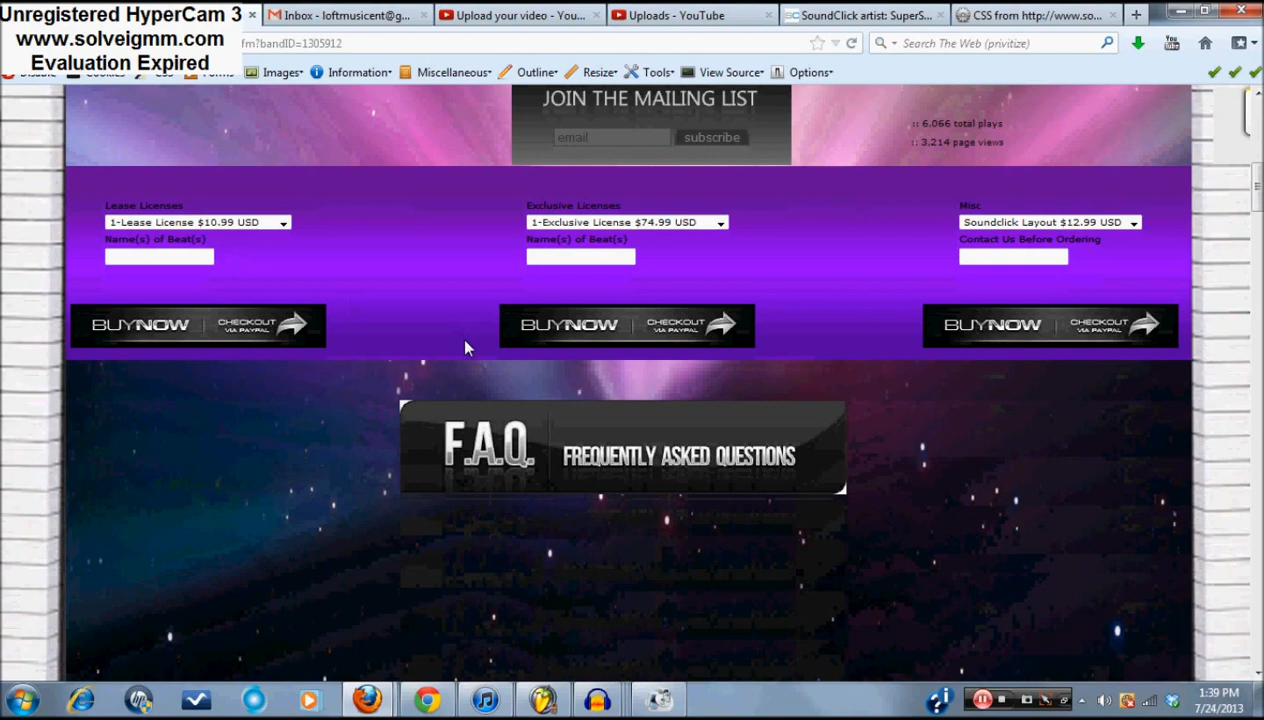 Unregistered HyperCam 3
www.solveigmm.com
Evaluation Expired
Inbox - loftmusicent@g...
Upload your video - You...
Uploads - YouTube
SoundClick artist: SuperS...
CSS from http://www.so...
fm?bandID=1305912
Search The Web (privitize)
Images
Information
Miscellaneous
Outline
Resize
Tools
View Source
Options
JOIN THE MAILING LIST
email
subscribe
:: 6.066 total plays
:: 3.214 page views
Lease Licenses
1-Lease License $10.99 USD
Name(s) of Beat(s)
Exclusive Licenses
1-Exclusive License $74.99 USD
Name(s) of Beat(s)
Misc
Soundclick Layout $12.99 USD
Contact Us Before Ordering
BUYNOW CHECKOUT VIA PAYPAL
BUYNOW CHECKOUT VIA PAYPAL
BUYNOW CHECKOUT VIA PAYPAL
F.A.Q. FREQUENTLY ASKED QUESTIONS
1:39 PM
7/24/2013